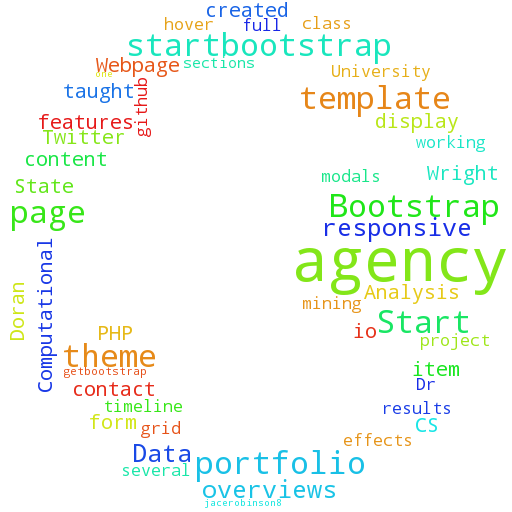 created
hover
full
class
startbootstrap
Webpage
sections
University
one
taught
github
template
features
display
Twitter
working
content
Wright
modals
State
page
Bootstrap
responsive
agency
Computational
Analysis
mining
Doran
Start
io
PHP
project
theme
getbootstrap
item
contact
Dr
timeline
results
form
grid
CS
effects
Data
several
portfolio
overviews
jacerobinson8